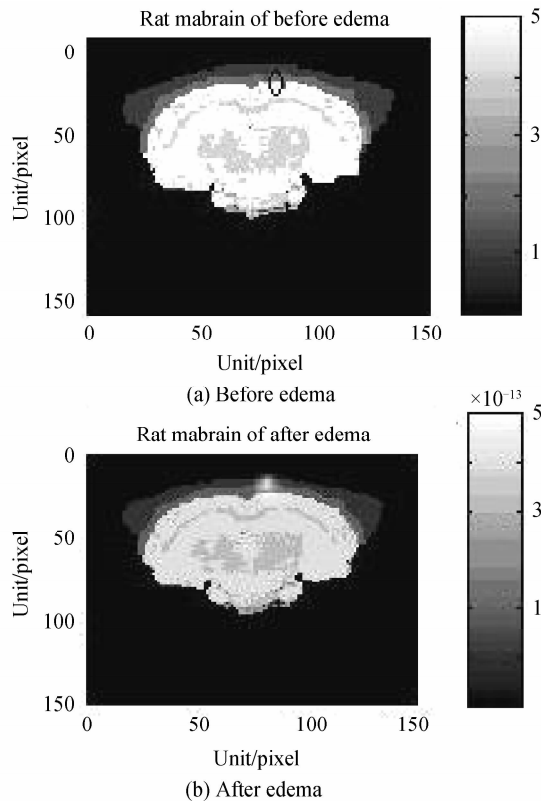 Rat mabrain of before edema
0
50
100
150
Unit/pixel
0 50 100 150
Unit/pixel
5
3
1
(a) Before edema
×10⁻¹³
Rat mabrain of after edema
0
50
100
150
Unit/pixel
0 50 100 150
Unit/pixel
5
3
1
(b) After edema